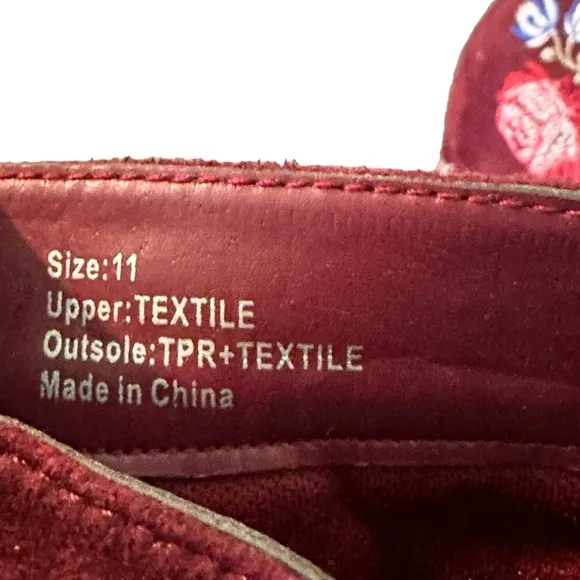 Size:11
Upper:TEXTILE
Outsole:TPR+TEXTILE
Made in China